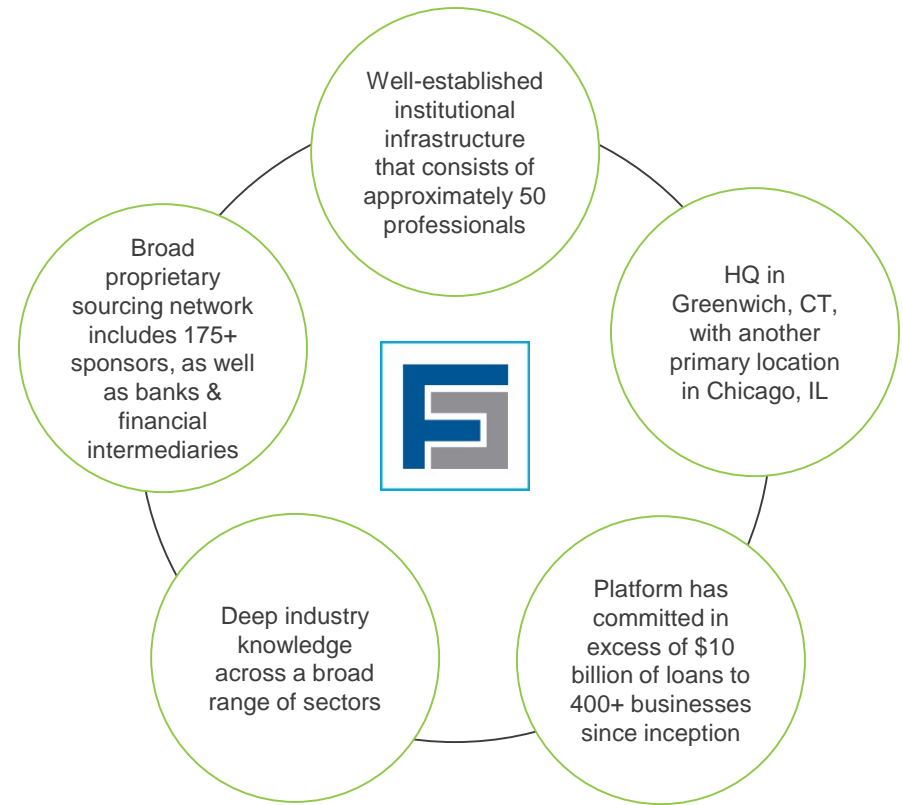 Well-established
institutional
infrastructure
that consists of
approximately 50
professionals
Broad
proprietary
sourcing network
includes 175+
sponsors, as well
as banks &
financial
intermediaries
HQ in
Greenwich, CT,
with another
primary location
in Chicago, IL
Deep industry
knowledge
across a broad
range of sectors
Platform has
committed in
excess of $10
billion of loans to
400+ businesses
since inception